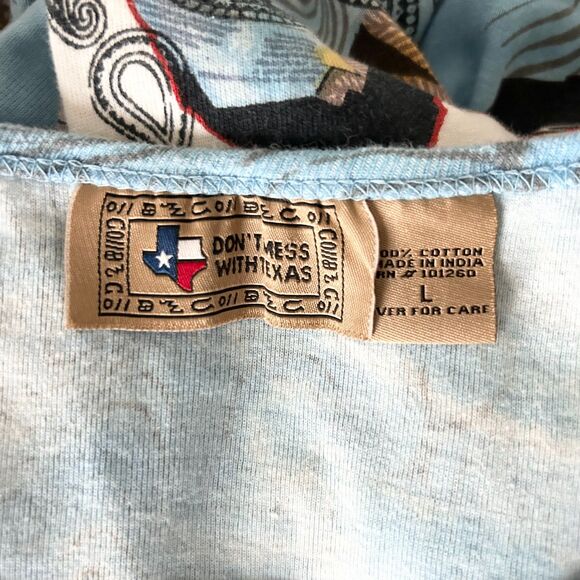 DON'T MESS
WITH TEXAS
00% COTTON
MADE IN INDIA
RN # 101260
L
VER FOR CARE